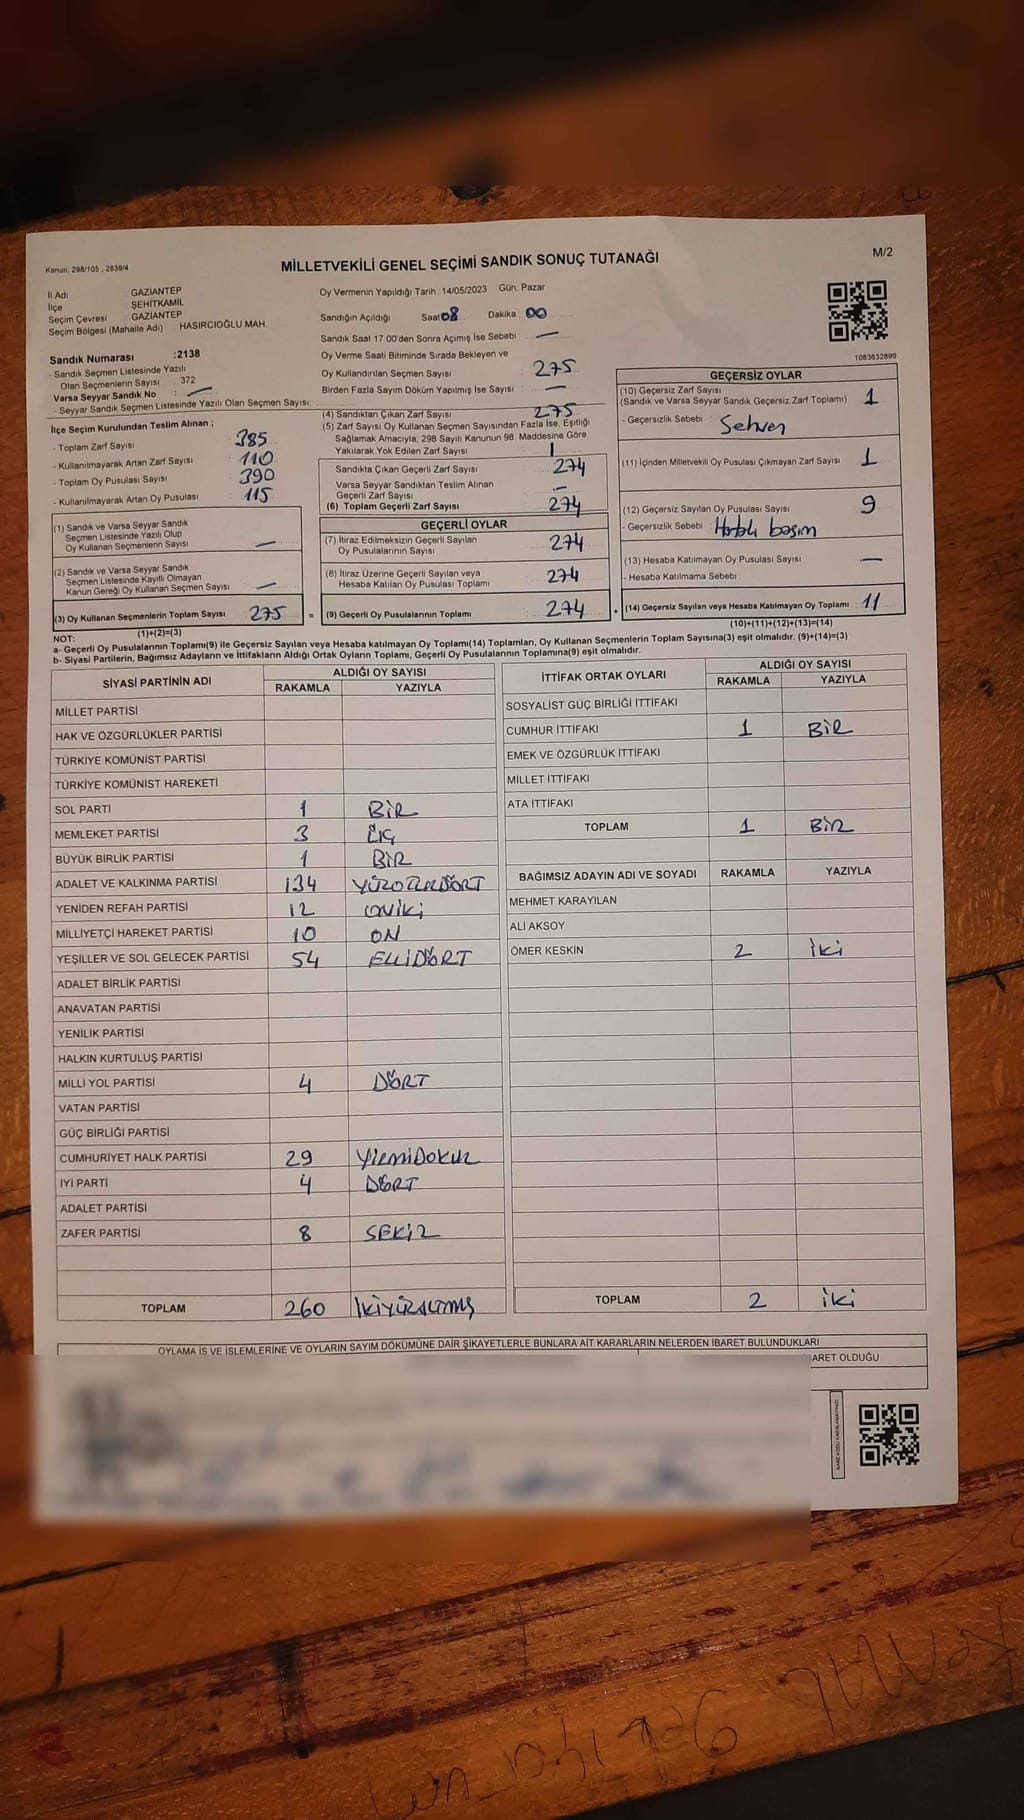 Kanun: 298/105 . 2839/4
MİLLETVEKİLİ GENEL SEÇİMİ SANDIK SONUÇ TUTANAĞI
M/2
İl Adı : GAZİANTEP
İlçe : ŞEHİTKAMİL
Seçim Çevresi : GAZİANTEP
Seçim Bölgesi (Mahalle Adı) : HASIRCIOĞLU MAH.
Sandık Numarası :2138
- Sandık Seçmen Listesinde Yazılı
Olan Seçmenlerin Sayısı : 372
Varsa Seyyar Sandık No : —
- Seyyar Sandık Seçmen Listesinde Yazılı Olan Seçmen Sayısı:
İlçe Seçim Kurulundan Teslim Alınan ;
- Toplam Zarf Sayısı : 385
- Kullanılmayarak Artan Zarf Sayısı : 110
- Toplam Oy Pusulası Sayısı : 390
- Kullanılmayarak Artan Oy Pusulası : 115
(1) Sandık ve Varsa Seyyar Sandık
Seçmen Listesinde Yazılı Olup
Oy Kullanan Seçmenlerin Sayısı : —
(2) Sandık ve Varsa Seyyar Sandık
Seçmen Listesinde Kayıtlı Olmayan
Kanun Gereği Oy Kullanan Seçmen Sayısı : —
(3) Oy Kullanan Seçmenlerin Toplam Sayısı : 275 =
(1)+(2)=(3)
Oy Vermenin Yapıldığı Tarih : 14/05/2023 Gün: Pazar
Sandığın Açıldığı Saat : 08 Dakika : 00
Sandık Saat 17.00'den Sonra Açımış İse Sebebi : —
Oy Verme Saati Bitiminde Sırada Bekleyen ve
Oy Kullandırılan Seçmen Sayısı : 275
Birden Fazla Sayım Döküm Yapılmış İse Sayısı : —
(4) Sandıktan Çıkan Zarf Sayısı : 275
(5) Zarf Sayısı Oy Kullanan Seçmen Sayısından Fazla İse, Eşitliği
Sağlamak Amacıyla; 298 Sayılı Kanunun 98. Maddesine Göre
Yakılarak Yok Edilen Zarf Sayısı : 1
Sandıkta Çıkan Geçerli Zarf Sayısı : 274
Varsa Seyyar Sandıktan Teslim Alınan
Geçerli Zarf Sayısı : —
(6) Toplam Geçerli Zarf Sayısı : 274
GEÇERLİ OYLAR
(7) İtiraz Edilmeksizin Geçerli Sayılan
Oy Pusulalarının Sayısı : 274
(8) İtiraz Üzerine Geçerli Sayılan veya
Hesaba Katılan Oy Pusulası Toplamı : 274
(9) Geçerli Oy Pusulalarının Toplamı : 274 +
1083632899
GEÇERSİZ OYLAR
(10) Geçersiz Zarf Sayısı
(Sandık ve Varsa Seyyar Sandık Geçersiz Zarf Toplamı) : 1
- Geçersizlik Sebebi : Sehven
(11) İçinden Milletvekili Oy Pusulası Çıkmayan Zarf Sayısı : 1
(12) Geçersiz Sayılan Oy Pusulası Sayısı : 9
- Geçersizlik Sebebi : Hatalı basım
(13) Hesaba Katılmayan Oy Pusulası Sayısı : —
- Hesaba Katılmama Sebebi :
(14) Geçersiz Sayılan veya Hesaba Katılmayan Oy Toplamı : 11
(10)+(11)+(12)+(13)=(14)
NOT:
a- Geçerli Oy Pusulalarının Toplamı(9) ile Geçersiz Sayılan veya Hesaba katılmayan Oy Toplamı(14) Toplamları, Oy Kullanan Seçmenlerin Toplam Sayısına(3) eşit olmalıdır. (9)+(14)=(3)
b- Siyasi Partilerin, Bağımsız Adayların ve İttifakların Aldığı Ortak Oyların Toplamı, Geçerli Oy Pusulalarının Toplamına(9) eşit olmalıdır.
SİYASİ PARTİNİN ADI ALDIĞI OY SAYISI
RAKAMLA YAZIYLA
MİLLET PARTİSİ
HAK VE ÖZGÜRLÜKLER PARTİSİ
TÜRKİYE KOMÜNİST PARTİSİ
TÜRKİYE KOMÜNİST HAREKETİ
SOL PARTİ 1 BİR
MEMLEKET PARTİSİ 3 ÜÇ
BÜYÜK BİRLİK PARTİSİ 1 BİR
ADALET VE KALKINMA PARTİSİ 134 YÜZOTUZDÖRT
YENİDEN REFAH PARTİSİ 12 ONİKİ
MİLLİYETÇİ HAREKET PARTİSİ 10 ON
YEŞİLLER VE SOL GELECEK PARTİSİ 54 ELLİDÖRT
ADALET BİRLİK PARTİSİ
ANAVATAN PARTİSİ
YENİLİK PARTİSİ
HALKIN KURTULUŞ PARTİSİ
MİLLİ YOL PARTİSİ 4 DÖRT
VATAN PARTİSİ
GÜÇ BİRLİĞİ PARTİSİ
CUMHURİYET HALK PARTİSİ 29 YİRMİDOKUZ
İYİ PARTİ 4 DÖRT
ADALET PARTİSİ
ZAFER PARTİSİ 8 SEKİZ
TOPLAM 260 İKİYÜZALTMIŞ
İTTİFAK ORTAK OYLARI ALDIĞI OY SAYISI
RAKAMLA YAZIYLA
SOSYALİST GÜÇ BİRLİĞİ İTTİFAKI
CUMHUR İTTİFAKI 1 BİR
EMEK VE ÖZGÜRLÜK İTTİFAKI
MİLLET İTTİFAKI
ATA İTTİFAKI
TOPLAM 1 BİR
BAĞIMSIZ ADAYIN ADI VE SOYADI RAKAMLA YAZIYLA
MEHMET KARAYILAN
ALİ AKSOY
ÖMER KESKİN 2 İKİ
TOPLAM 2 İKİ
OYLAMA İŞ VE İŞLEMLERİNE VE OYLARIN SAYIM DÖKÜMÜNE DAİR ŞİKAYETLERLE BUNLARA AİT KARARLARIN NELERDEN İBARET BULUNDUKLARI
BARET OLDUĞU